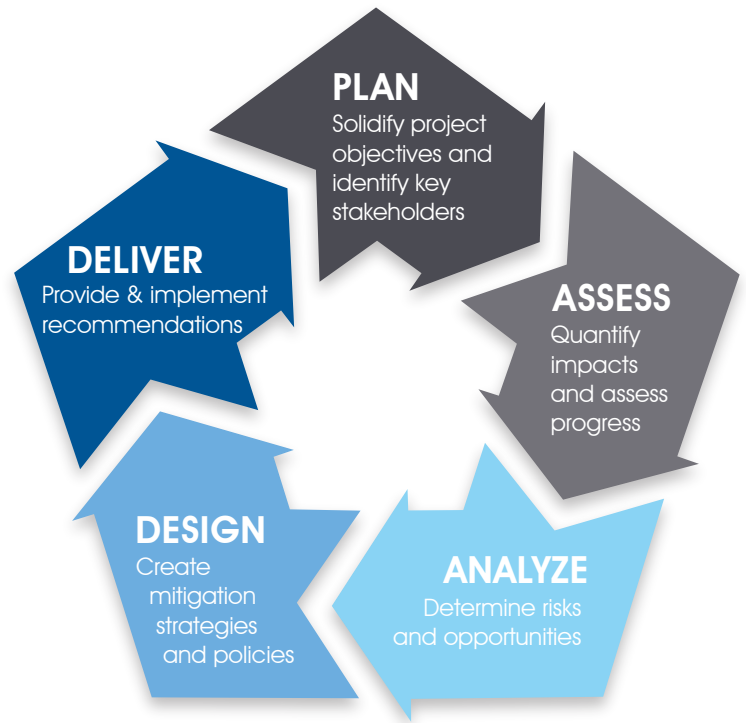 PLAN
Solidify project
objectives and
identify key
stakeholders
ASSESS
Quantify
impacts
and assess
progress
ANALYZE
Determine risks
and opportunities
DESIGN
Create
mitigation
strategies
and policies
DELIVER
Provide & implement
recommendations